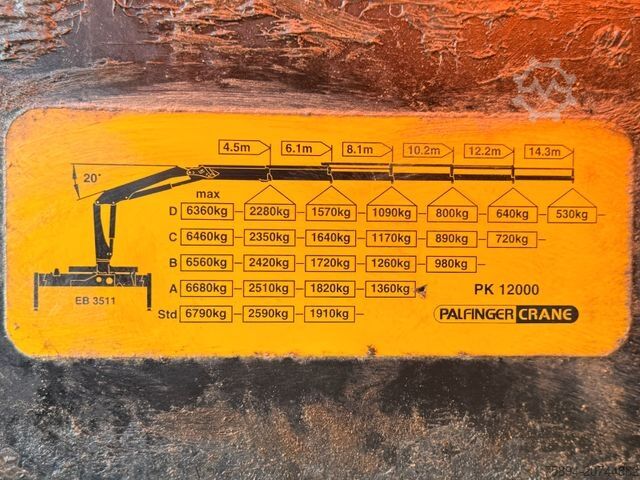 4.5m 6.1m 8.1m 10.2m 12.2m 14.3m
20°
max
D 6360kg 2280kg 1570kg 1090kg 800kg 640kg 530kg
C 6460kg 2350kg 1640kg 1170kg 890kg 720kg
B 6560kg 2420kg 1720kg 1260kg 980kg
A 6680kg 2510kg 1820kg 1360kg PK 12000
EB 3511
Std 6790kg 2590kg 1910kg PALFINGER CRANE